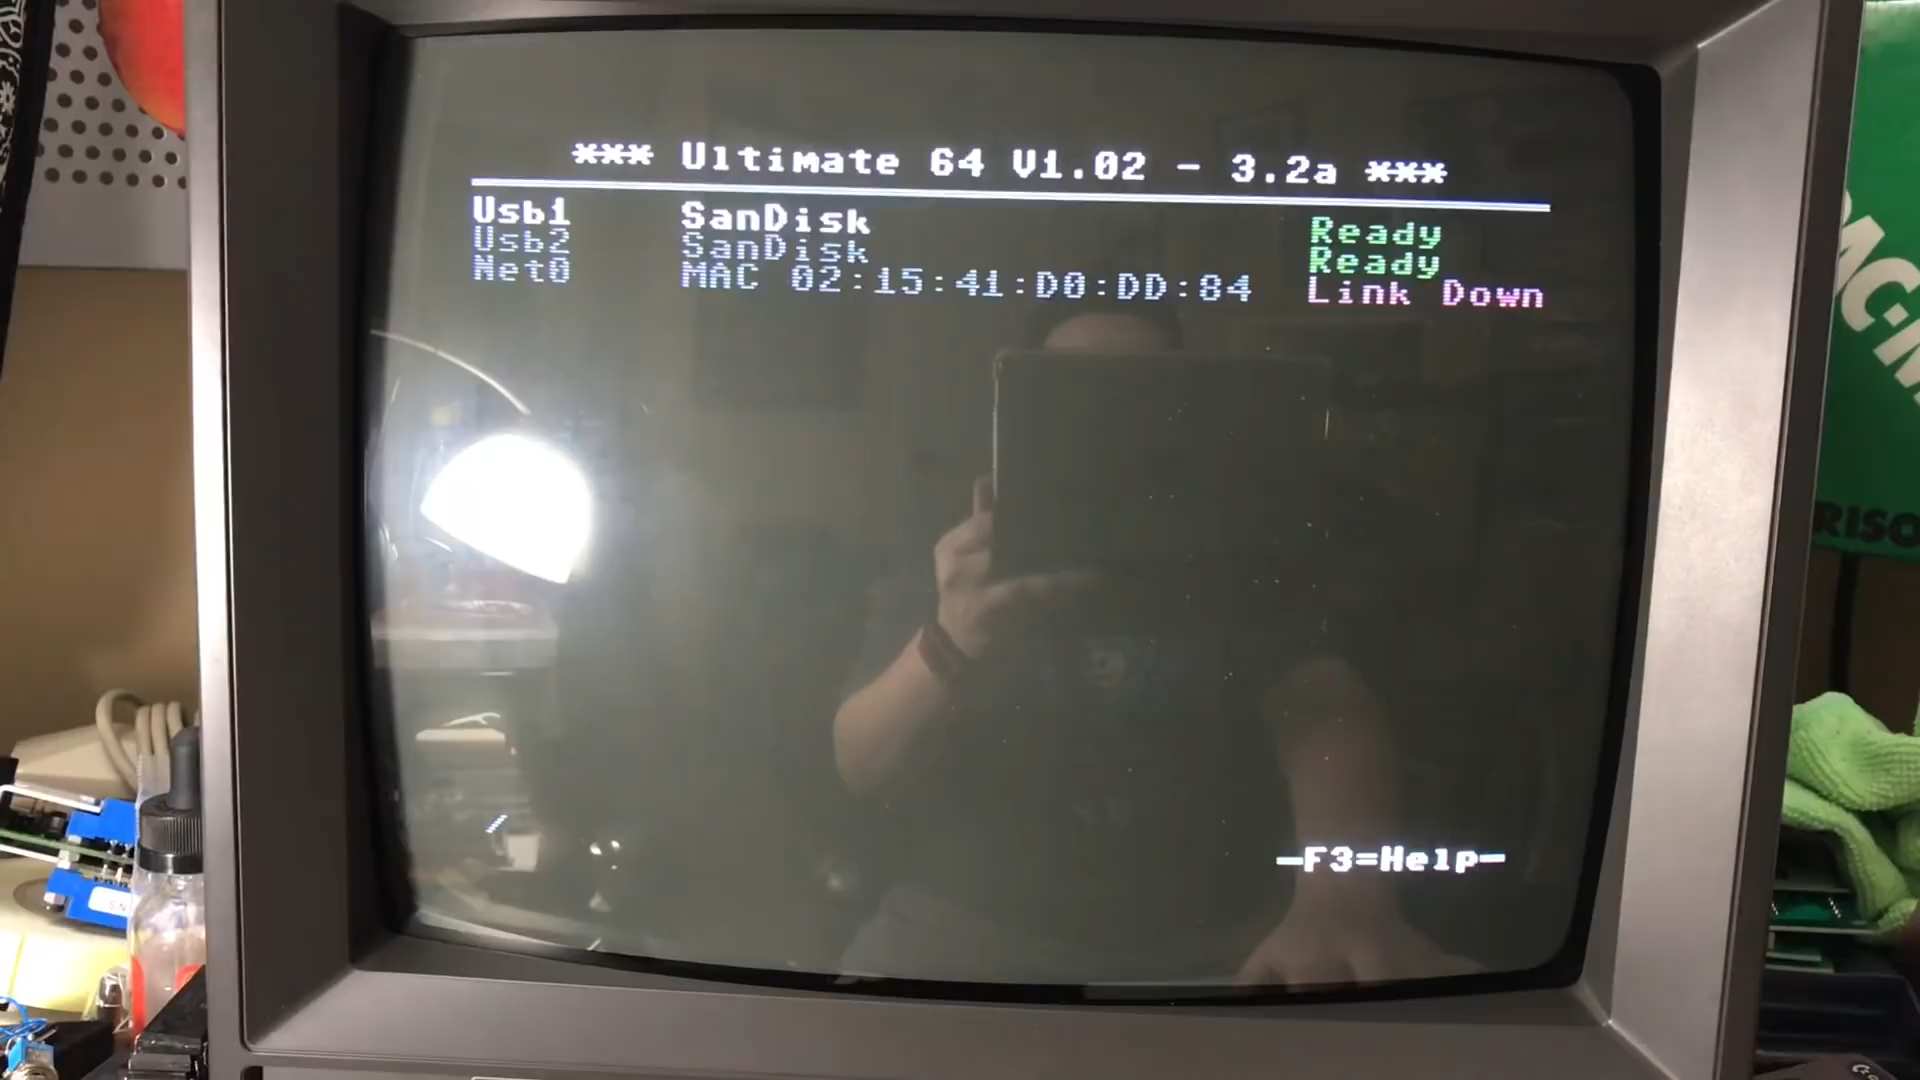 *** Ultimate 64 V1.02 - 3.2a ***
Usb1 SanDisk Ready
Usb2 SanDisk Ready
Net0 MAC 02:15:41:D0:DD:84 Link Down
-F3=Help-